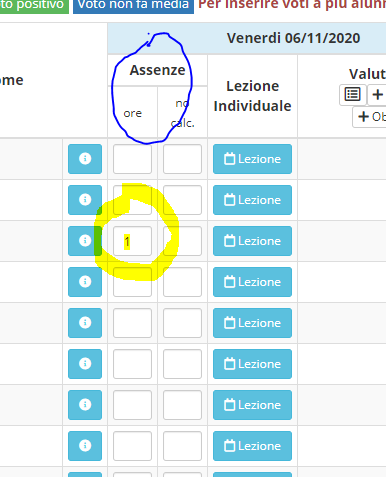 oto positivo Voto non fa media Per inserire voti a più alunn
Venerdì 06/11/2020
ome
Assenze
Lezione Individuale
Valut
ore
no calc.
+
+ Ob
Lezione
Lezione
1 Lezione
Lezione
Lezione
Lezione
Lezione
Lezione